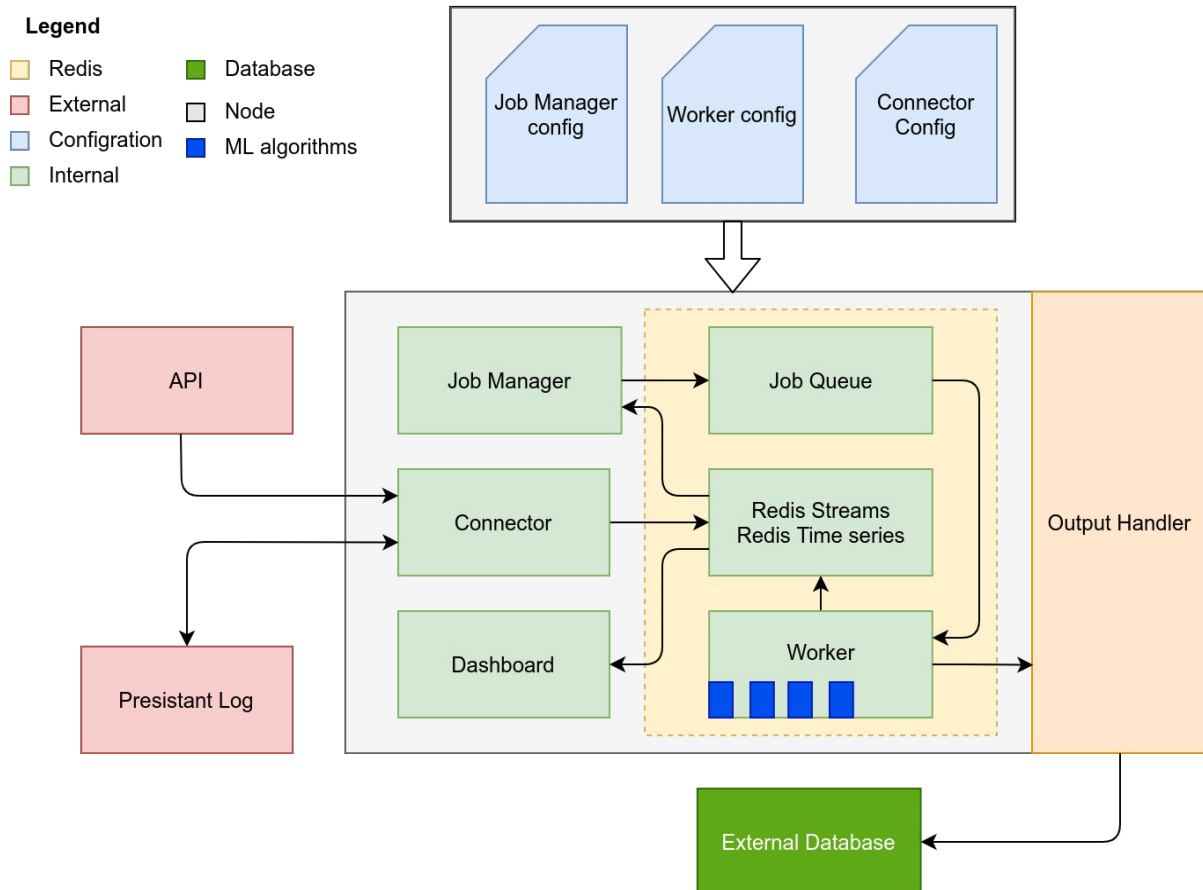 Legend
Redis
External
Configration
Internal
Database
Node
ML algorithms
Job Manager
config
Worker config
Connector
Config
API
Job Manager
Job Queue
Connector
Redis Streams
Redis Time series
Output Handler
Presistant Log
Dashboard
Worker
External Database